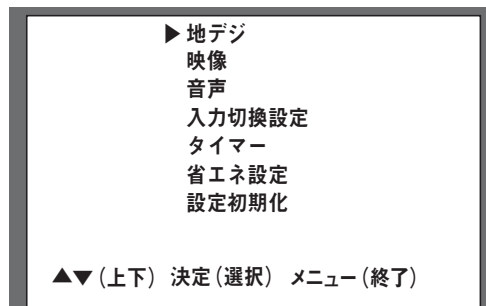 ▶ 地デジ
映像
音声
入力切換設定
タイマー
省エネ設定
設定初期化
▲▼(上下) 決定(選択) メニュー(終了)